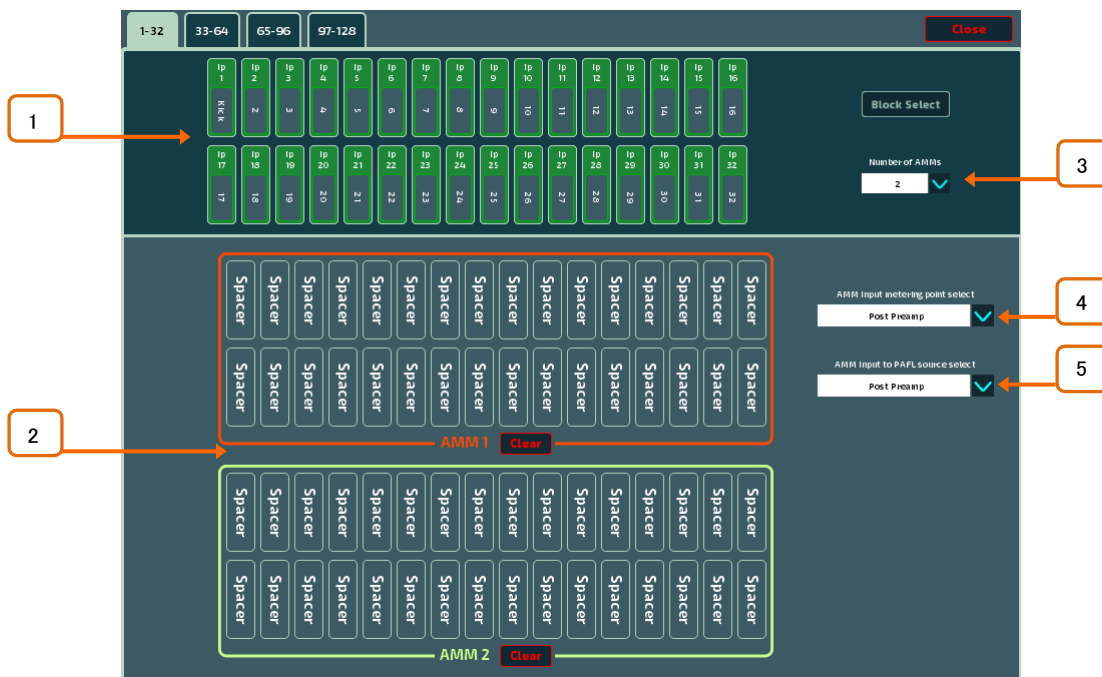 1-32 33-64 65-96 97-128 Close
Ip 1 Ip 2 Ip 3 Ip 4 Ip 5 Ip 6 Ip 7 Ip 8 Ip 9 Ip 10 Ip 11 Ip 12 Ip 13 Ip 14 Ip 15 Ip 16
Kick 2 3 4 5 6 7 8 9 10 11 12 13 14 15 16
Block Select
1
Ip 17 Ip 18 Ip 19 Ip 20 Ip 21 Ip 22 Ip 23 Ip 24 Ip 25 Ip 26 Ip 27 Ip 28 Ip 29 Ip 30 Ip 31 Ip 32
17 18 19 20 21 22 23 24 25 26 27 28 29 30 31 32
Number of AMMs
2
3
Spacer Spacer Spacer Spacer Spacer Spacer Spacer Spacer Spacer Spacer Spacer Spacer Spacer Spacer Spacer Spacer
AMM Input metering point select
Post Preamp
4
Spacer Spacer Spacer Spacer Spacer Spacer Spacer Spacer Spacer Spacer Spacer Spacer Spacer Spacer Spacer Spacer
AMM Input to PAFL source select
Post Preamp
5
2
AMM 1 Clear
Spacer Spacer Spacer Spacer Spacer Spacer Spacer Spacer Spacer Spacer Spacer Spacer Spacer Spacer Spacer Spacer
Spacer Spacer Spacer Spacer Spacer Spacer Spacer Spacer Spacer Spacer Spacer Spacer Spacer Spacer Spacer Spacer
AMM 2 Clear